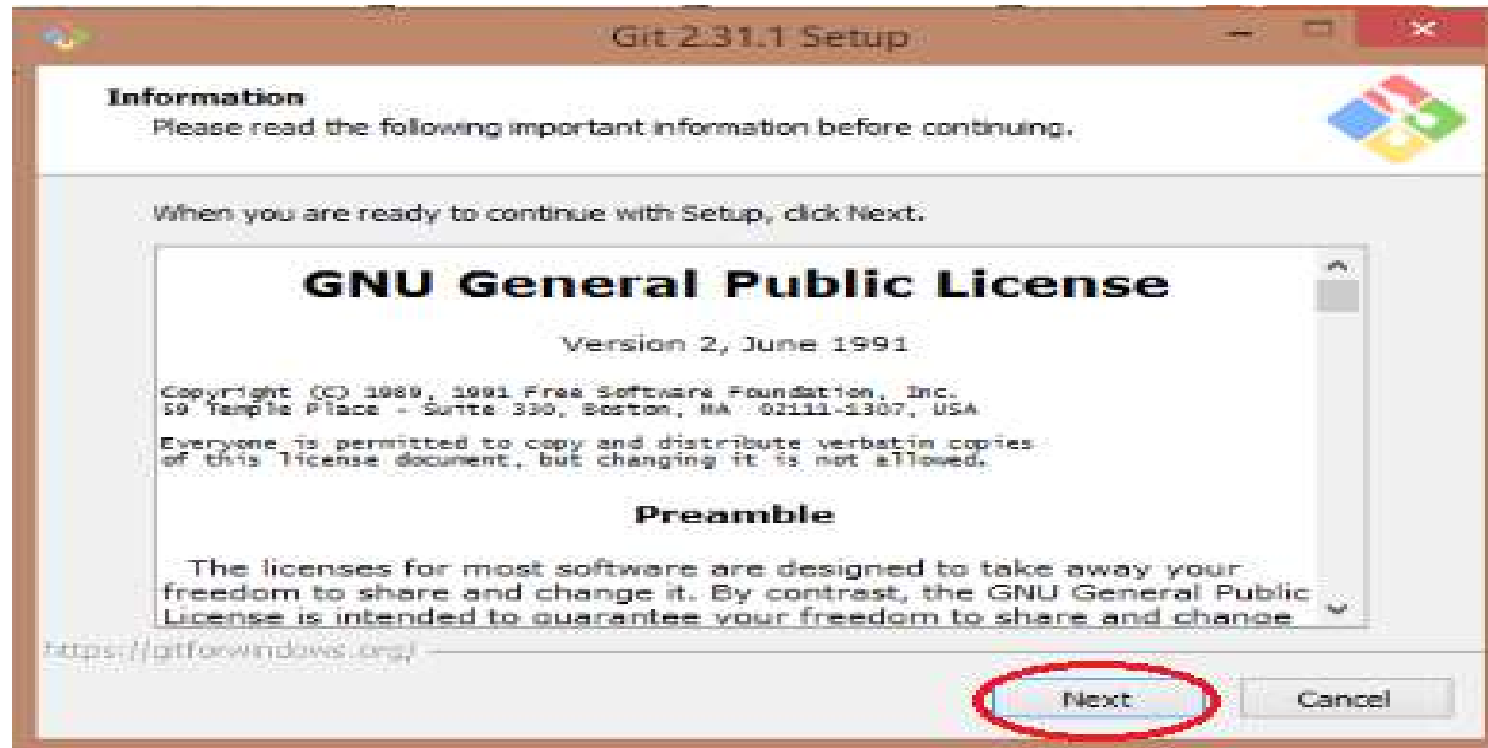 Git 2.31.1 Setup
Information
Please read the following important information before continuing.
When you are ready to continue with Setup, click Next.
GNU General Public License
Version 2, June 1991
Copyright (C) 1989, 1991 Free Software Foundation, Inc.
59 Temple Place - Suite 330, Boston, MA 02111-1307, USA
Everyone is permitted to copy and distribute verbatim copies
of this license document, but changing it is not allowed.
Preamble
The licenses for most software are designed to take away your
freedom to share and change it. By contrast, the GNU General Public
License is intended to guarantee your freedom to share and change
https://gitforwindows.org/
Next
Cancel